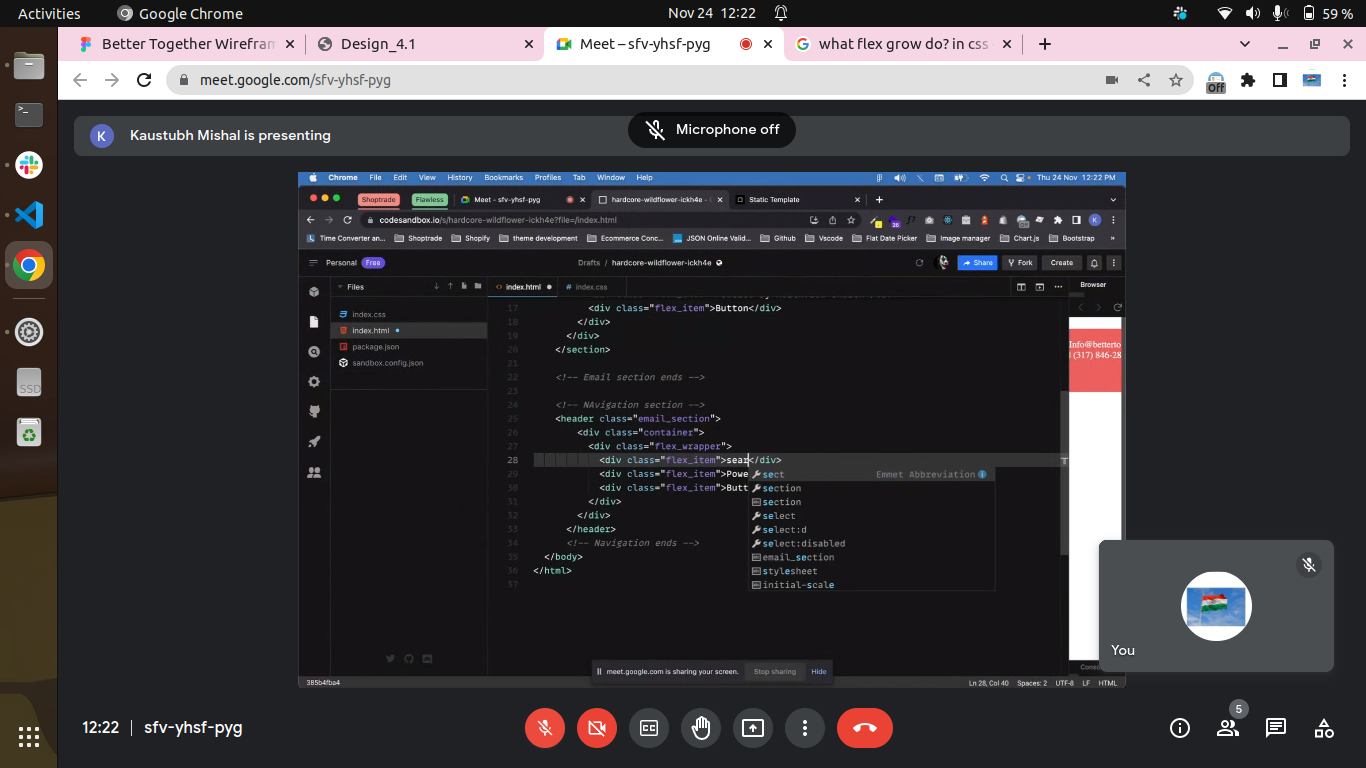 Activities Google Chrome Nov 24 12:22 59 %
Better Together Wirefram Design_4.1 Meet – sfv-yhsf-pyg what flex grow do? in css
meet.google.com/sfv-yhsf-pyg Off
K Kaustubh Mishal is presenting
Microphone off
Chrome File Edit View History Bookmarks Profiles Tab Window Help Thu 24 Nov 12:22 PM
Shoptrade Flawless Meet - sfv-yhsf-pyg hardcore-wildflower-ickh4e - Static Template
codesandbox.io/s/hardcore-wildflower-ickh4e?file=/index.html
Time Converter an... Shoptrade Shopify theme development Ecommerce Conc... JSON Online Valid... Github Vscode Flat Date Picker Image manager Chart.js Bootstrap »
Personal Free Drafts / hardcore-wildflower-ickh4e Share Fork Create
Files index.html index.css Browser
index.css
index.html
package.json
sandbox.config.json
17 <div class="flex_item">Button</div>
18 </div>
19 </div>
20 </section>
21
22 <!-- Email section ends -->
23
24 <!-- NAvigation section -->
25 <header class="email_section">
26 <div class="container">
27 <div class="flex_wrapper">
28 <div class="flex_item">sear</div>
29 <div class="flex_item">Powe
30 <div class="flex_item">Butt
31 </div>
32 </div>
33 </header>
34 <!-- Navigation ends -->
35 </body>
36 </html>
37
sect Emmet Abbreviation
section
section
select
select:d
select:disabled
email_section
stylesheet
initial-scale
Info@betterto
(317) 846-28
Conso
meet.google.com is sharing your screen. Stop sharing Hide
385b4fba4 Ln 28, Col 40 Spaces: 2 UTF-8 LF HTML
You
SSD
12:22 | sfv-yhsf-pyg
5